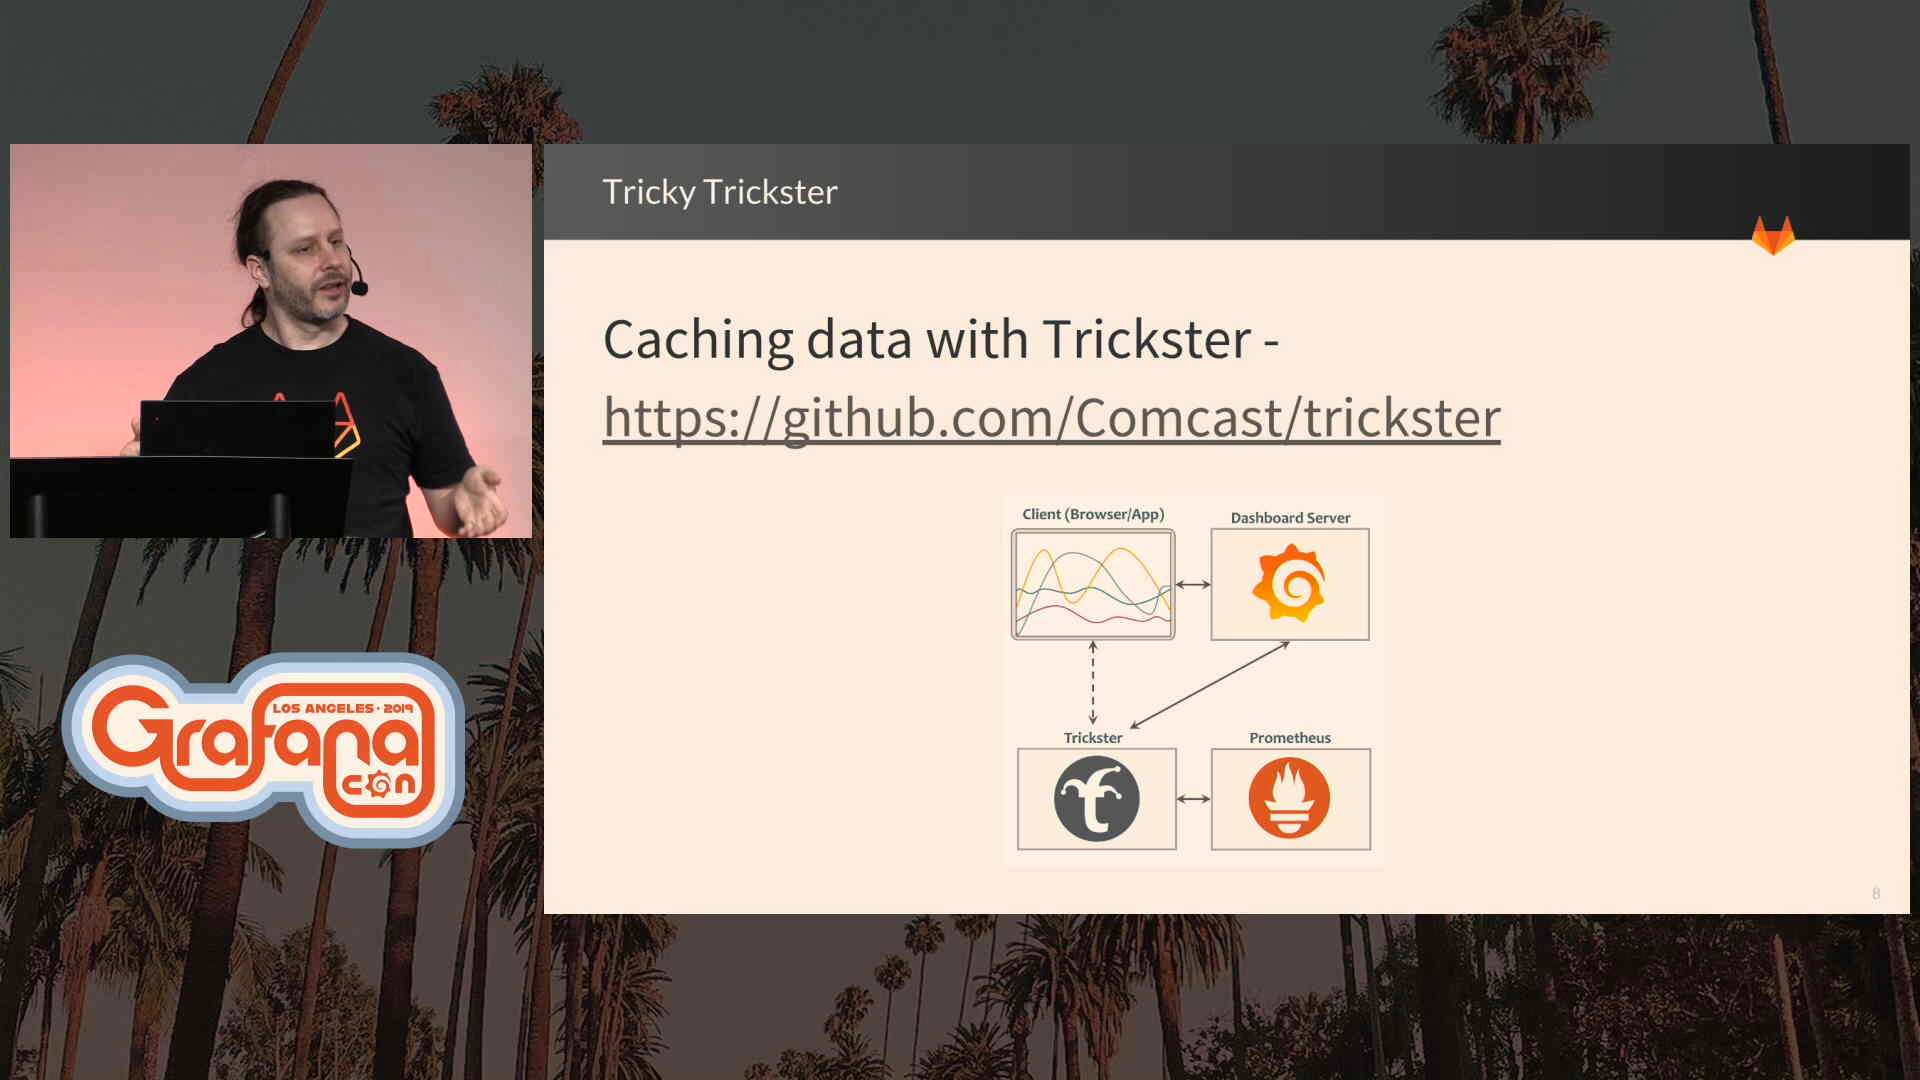 Tricky Trickster
Caching data with Trickster -
https://github.com/Comcast/trickster
Client (Browser/App)
Dashboard Server
Trickster
Prometheus
8
LOS ANGELES · 2019
Grafana
con